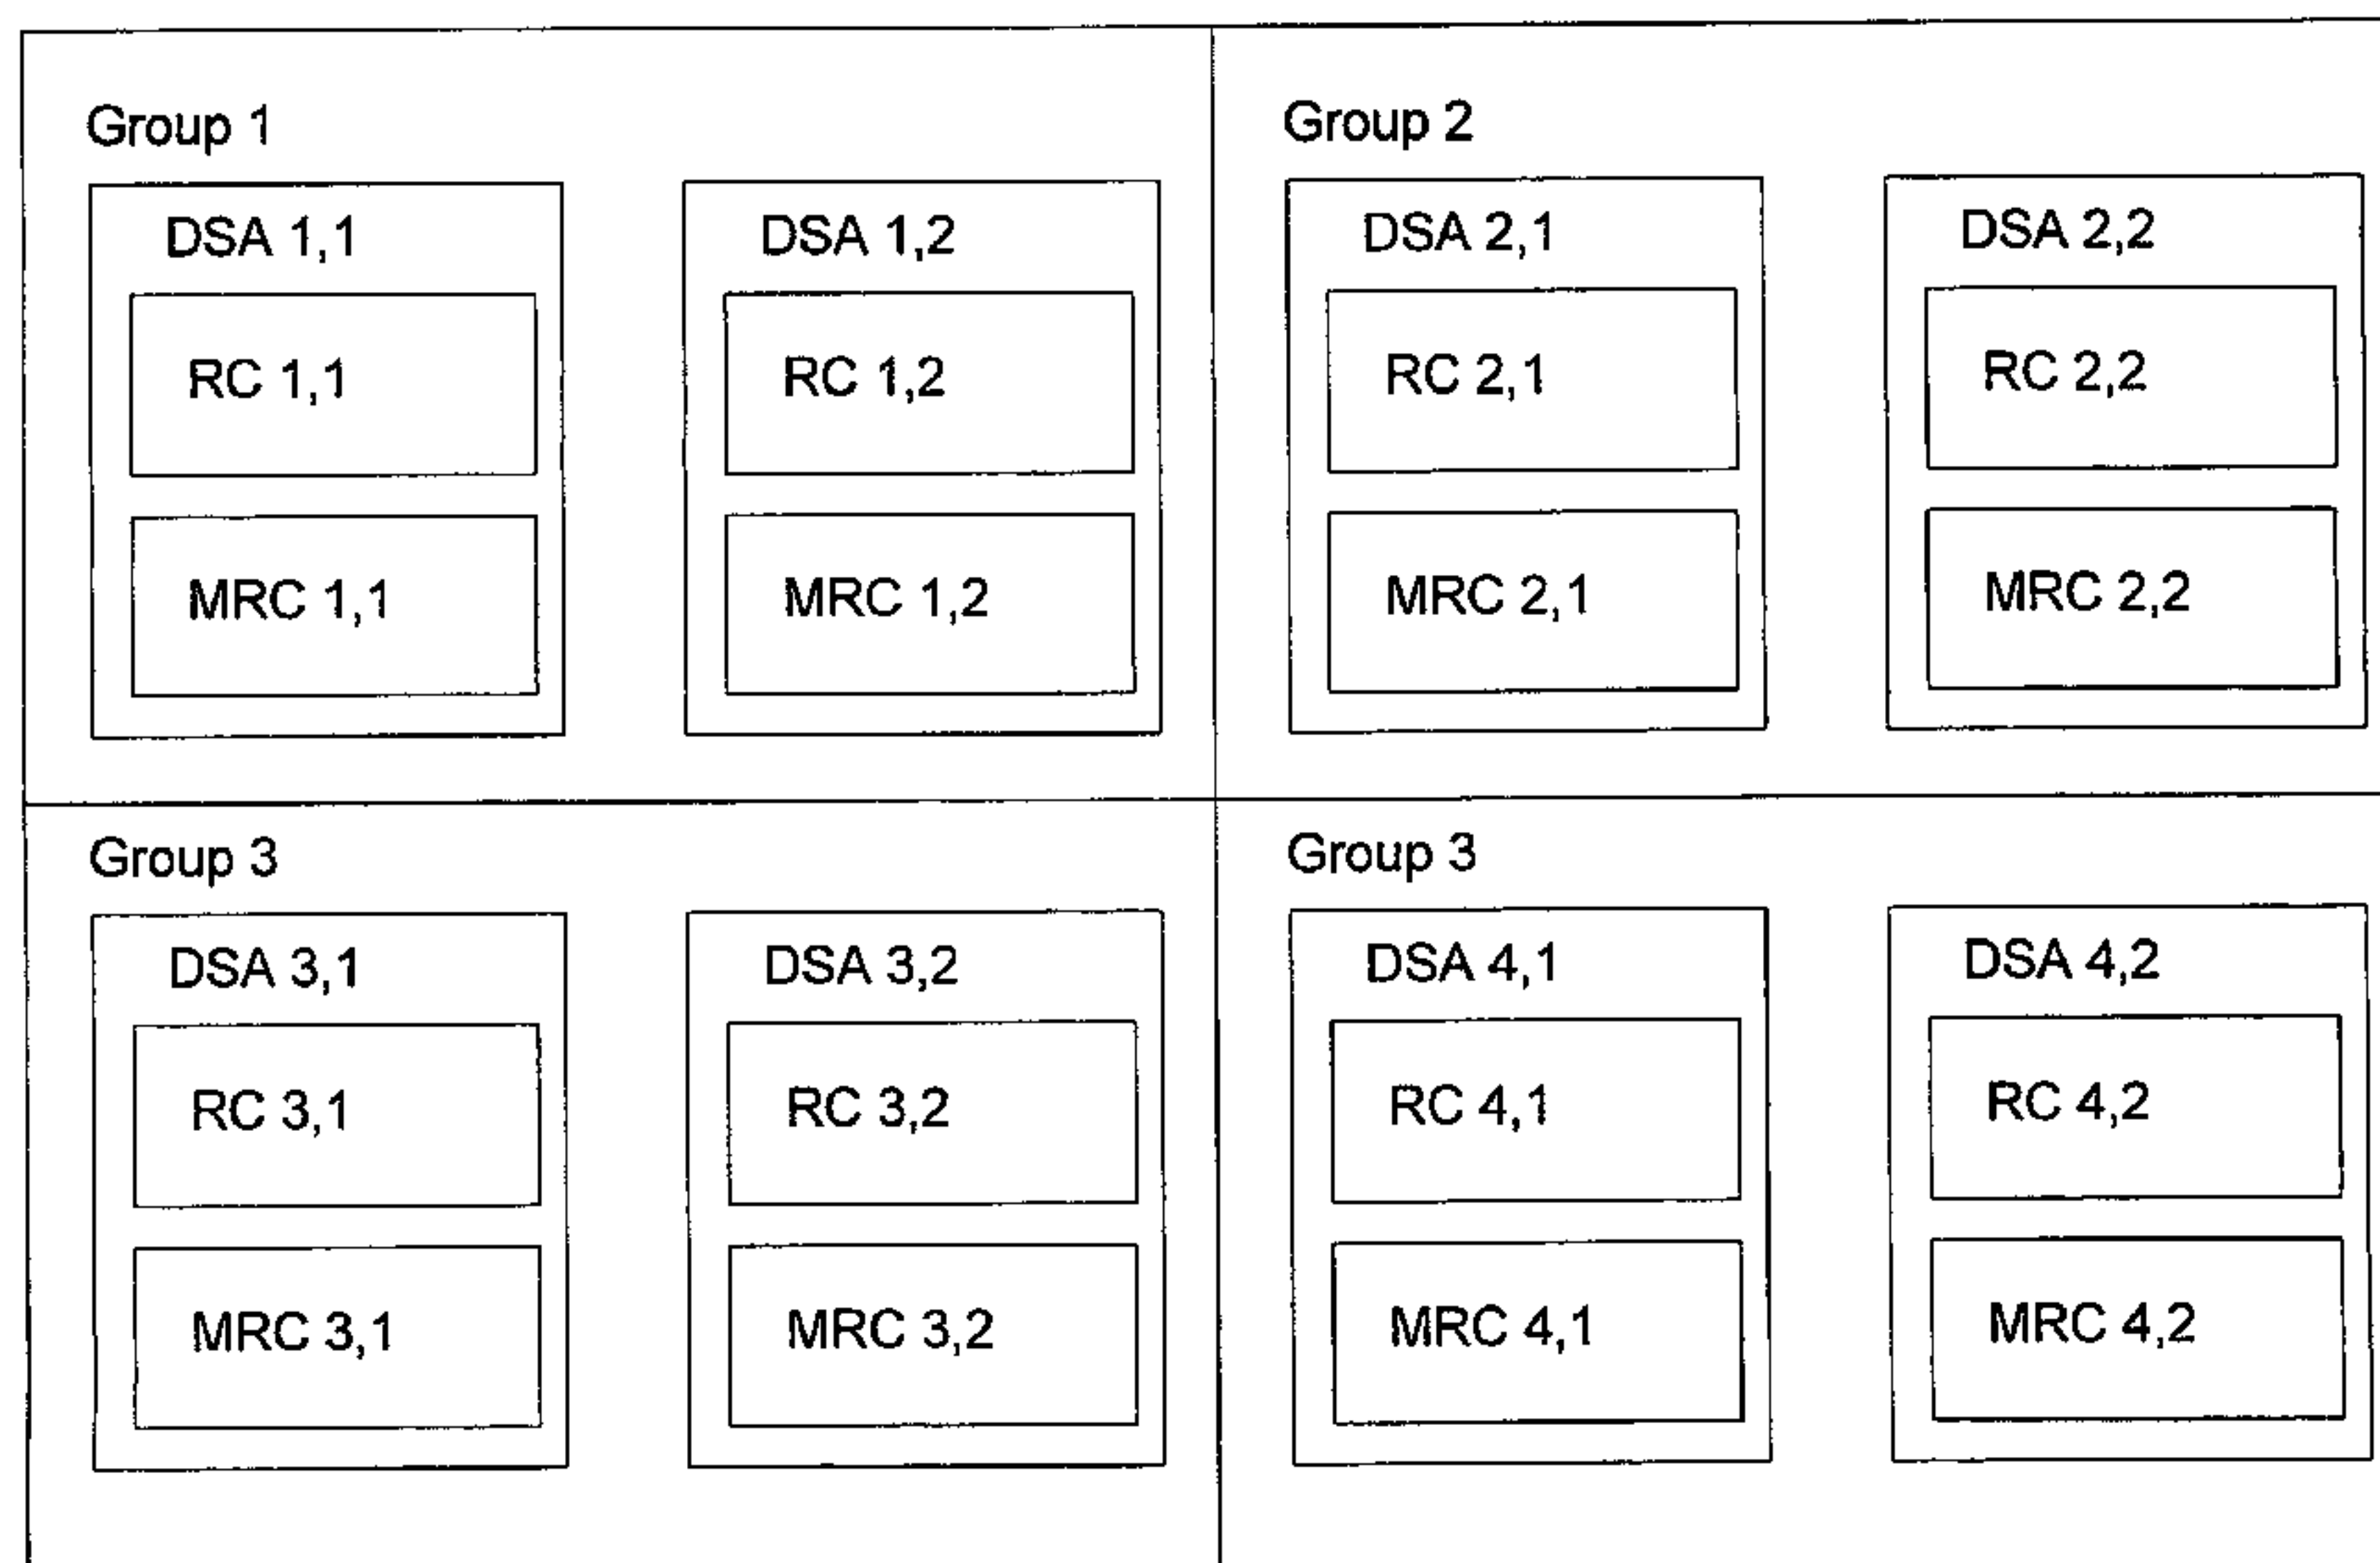 Group 1
DSA 1,1
RC 1,1
MRC 1,1
DSA 1,2
RC 1,2
MRC 1,2
Group 2
DSA 2,1
RC 2,1
MRC 2,1
DSA 2,2
RC 2,2
MRC 2,2
Group 3
DSA 3,1
RC 3,1
MRC 3,1
DSA 3,2
RC 3,2
MRC 3,2
Group 3
DSA 4,1
RC 4,1
MRC 4,1
DSA 4,2
RC 4,2
MRC 4,2